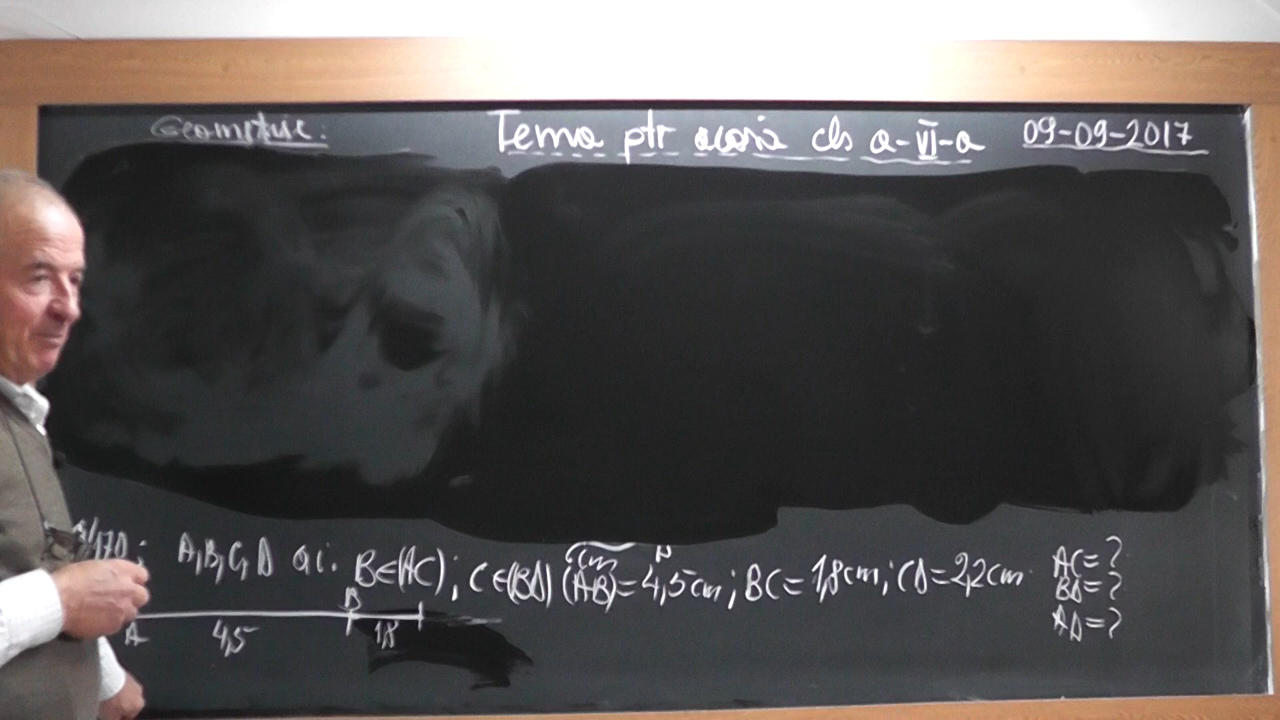 Geometrie:
Tema ptr acasă cls a-VI-a 09-09-2017
/170: A,B,C,D a.i. B∈(AC); C∈(BD) (AB)=4,5cm; BC=1,8cm; CD=2,2cm
AC=?
BD=?
AD=?
A 4,5 B 1,8